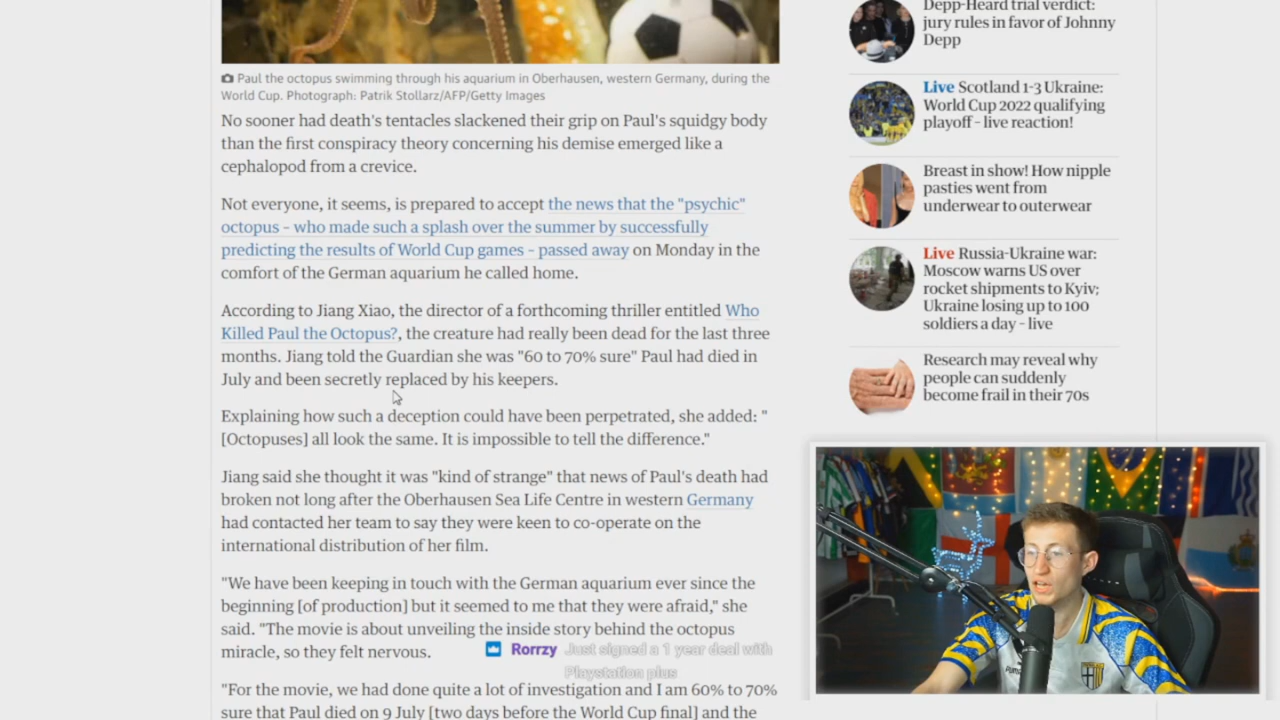 Paul the octopus swimming through his aquarium in Oberhausen, western Germany, during the
World Cup. Photograph: Patrik Stollarz/AFP/Getty Images
No sooner had death's tentacles slackened their grip on Paul's squidgy body
than the first conspiracy theory concerning his demise emerged like a
cephalopod from a crevice.
Not everyone, it seems, is prepared to accept the news that the "psychic"
octopus – who made such a splash over the summer by successfully
predicting the results of World Cup games – passed away on Monday in the
comfort of the German aquarium he called home.
According to Jiang Xiao, the director of a forthcoming thriller entitled Who
Killed Paul the Octopus?, the creature had really been dead for the last three
months. Jiang told the Guardian she was "60 to 70% sure" Paul had died in
July and been secretly replaced by his keepers.
Explaining how such a deception could have been perpetrated, she added: "
[Octopuses] all look the same. It is impossible to tell the difference."
Jiang said she thought it was "kind of strange" that news of Paul's death had
broken not long after the Oberhausen Sea Life Centre in western Germany
had contacted her team to say they were keen to co-operate on the
international distribution of her film.
"We have been keeping in touch with the German aquarium ever since the
beginning [of production] but it seemed to me that they were afraid," she
said. "The movie is about unveiling the inside story behind the octopus
miracle, so they felt nervous.
"For the movie, we had done quite a lot of investigation and I am 60% to 70%
sure that Paul died on 9 July [two days before the World Cup final] and the
Depp-Heard trial verdict:
jury rules in favor of Johnny
Depp
Live Scotland 1-3 Ukraine:
World Cup 2022 qualifying
playoff – live reaction!
Breast in show! How nipple
pasties went from
underwear to outerwear
Live Russia-Ukraine war:
Moscow warns US over
rocket shipments to Kyiv;
Ukraine losing up to 100
soldiers a day – live
Research may reveal why
people can suddenly
become frail in their 70s
Rorrzy Just signed a 1 year deal with
Playstation plus